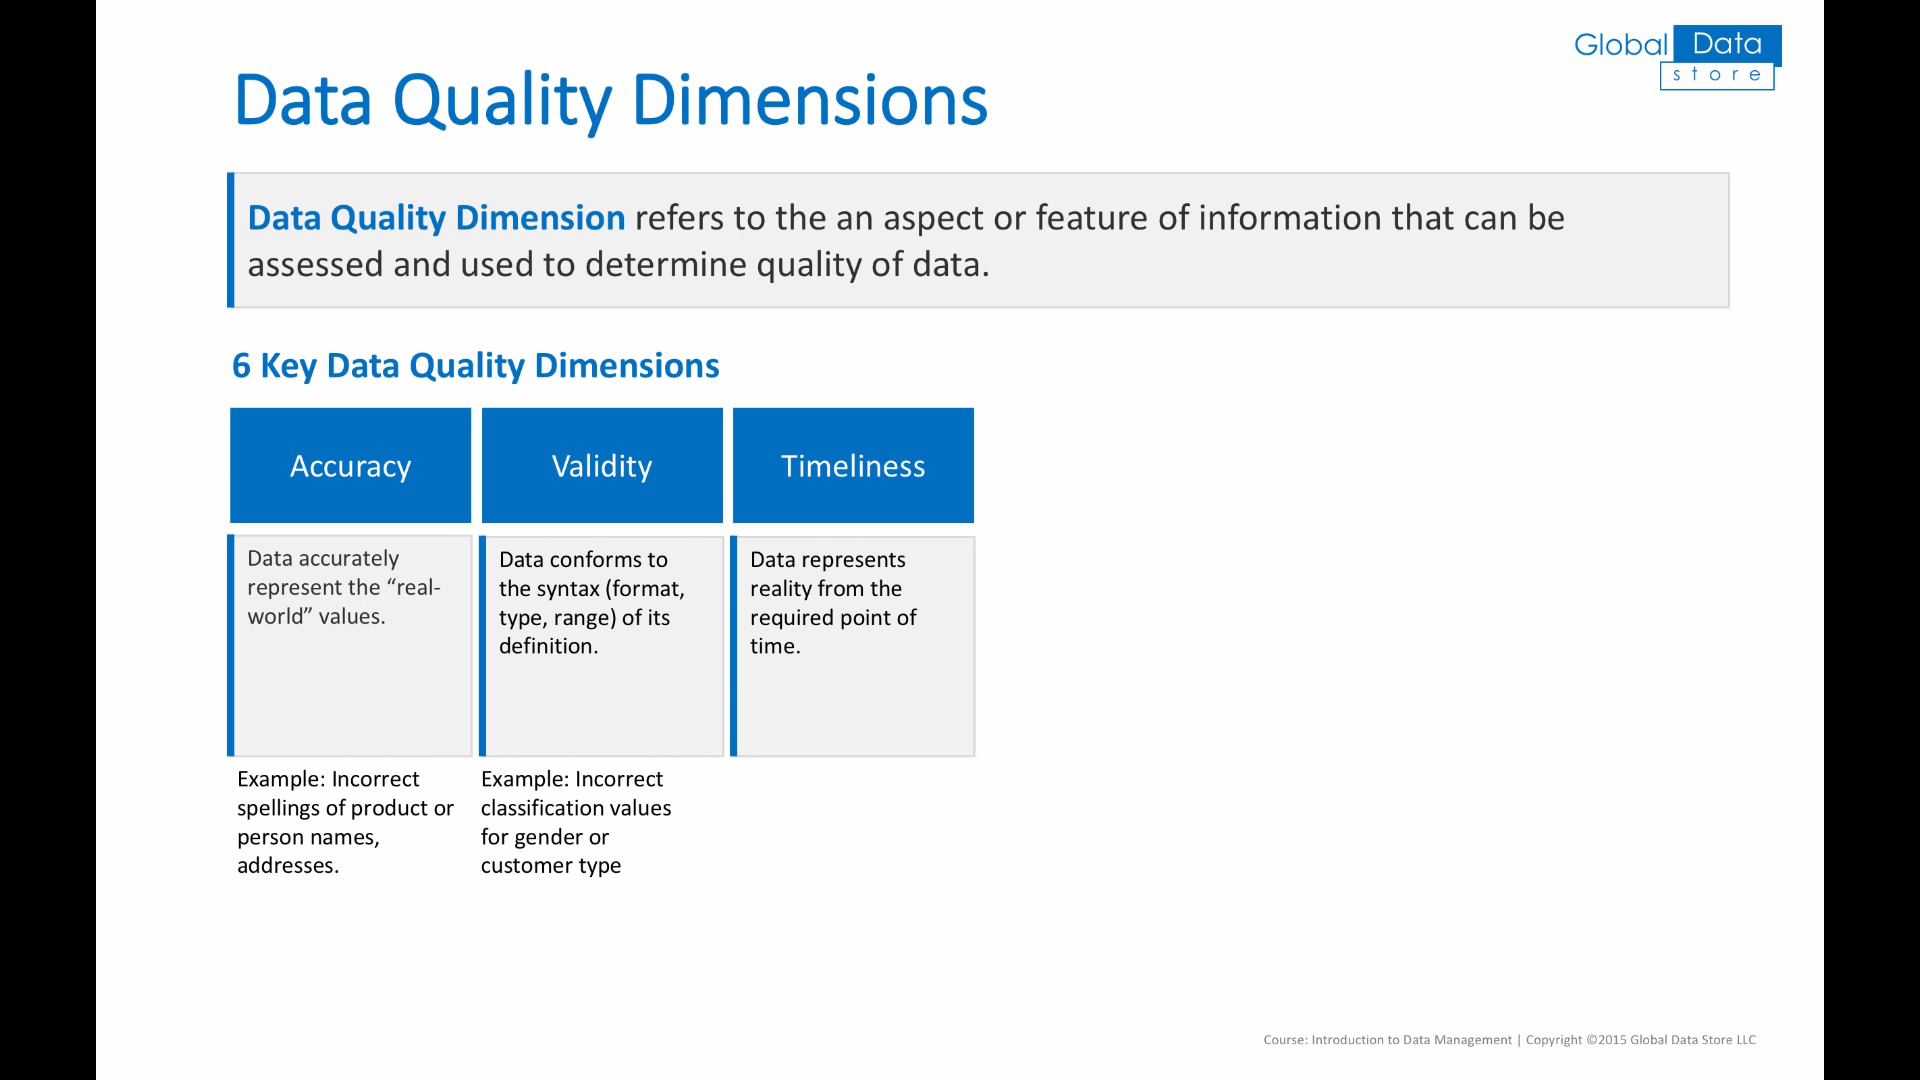 Global Data
store
Data Quality Dimensions
Data Quality Dimension refers to the an aspect or feature of information that can be
assessed and used to determine quality of data.
6 Key Data Quality Dimensions
Accuracy
Data accurately
represent the “real-
world” values.
Example: Incorrect
spellings of product or
person names,
addresses.
Validity
Data conforms to
the syntax (format,
type, range) of its
definition.
Example: Incorrect
classification values
for gender or
customer type
Timeliness
Data represents
reality from the
required point of
time.
Course: Introduction to Data Management | Copyright ©2015 Global Data Store LLC